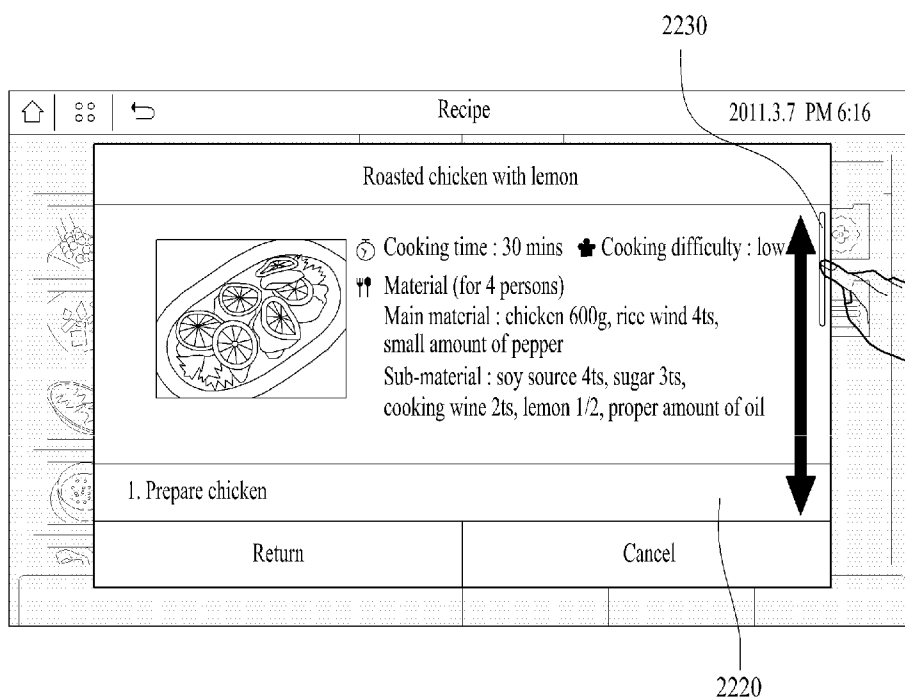 2230
Recipe
2011.3.7 PM 6:16
Roasted chicken with lemon
Cooking time : 30 mins Cooking difficulty : low
Material (for 4 persons)
Main material : chicken 600g, rice wind 4ts,
small amount of pepper
Sub-material : soy source 4ts, sugar 3ts,
cooking wine 2ts, lemon 1/2, proper amount of oil
1. Prepare chicken
Return
Cancel
2220